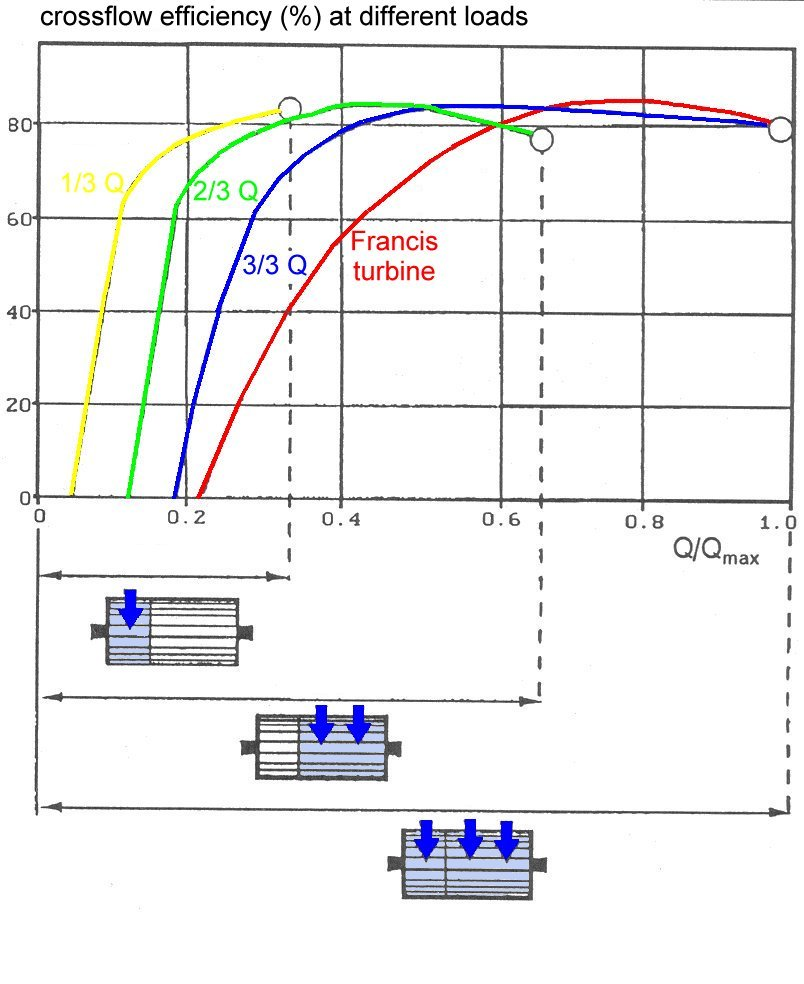 crossflow efficiency (%) at different loads
80
1/3 Q
2/3 Q
60
Francis
turbine
3/3 Q
40
20
0
0
0.2
0.4
0.6
0.8
1.0
Q/Qmax